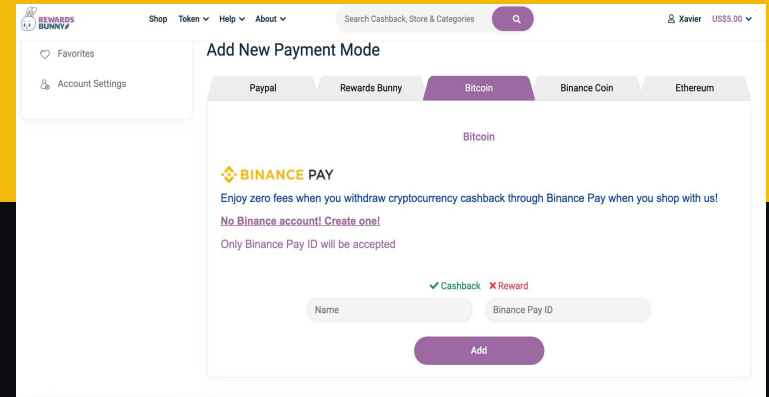 REWARDS
BUNNY
Shop Token Help About
Search Cashback, Store & Categories
Xavier US$5.00
Favorites
Account Settings
Add New Payment Mode
Paypal Rewards Bunny Bitcoin Binance Coin Ethereum
Bitcoin
BINANCE PAY
Enjoy zero fees when you withdraw cryptocurrency cashback through Binance Pay when you shop with us!
No Binance account! Create one!
Only Binance Pay ID will be accepted
Cashback Reward
Name Binance Pay ID
Add